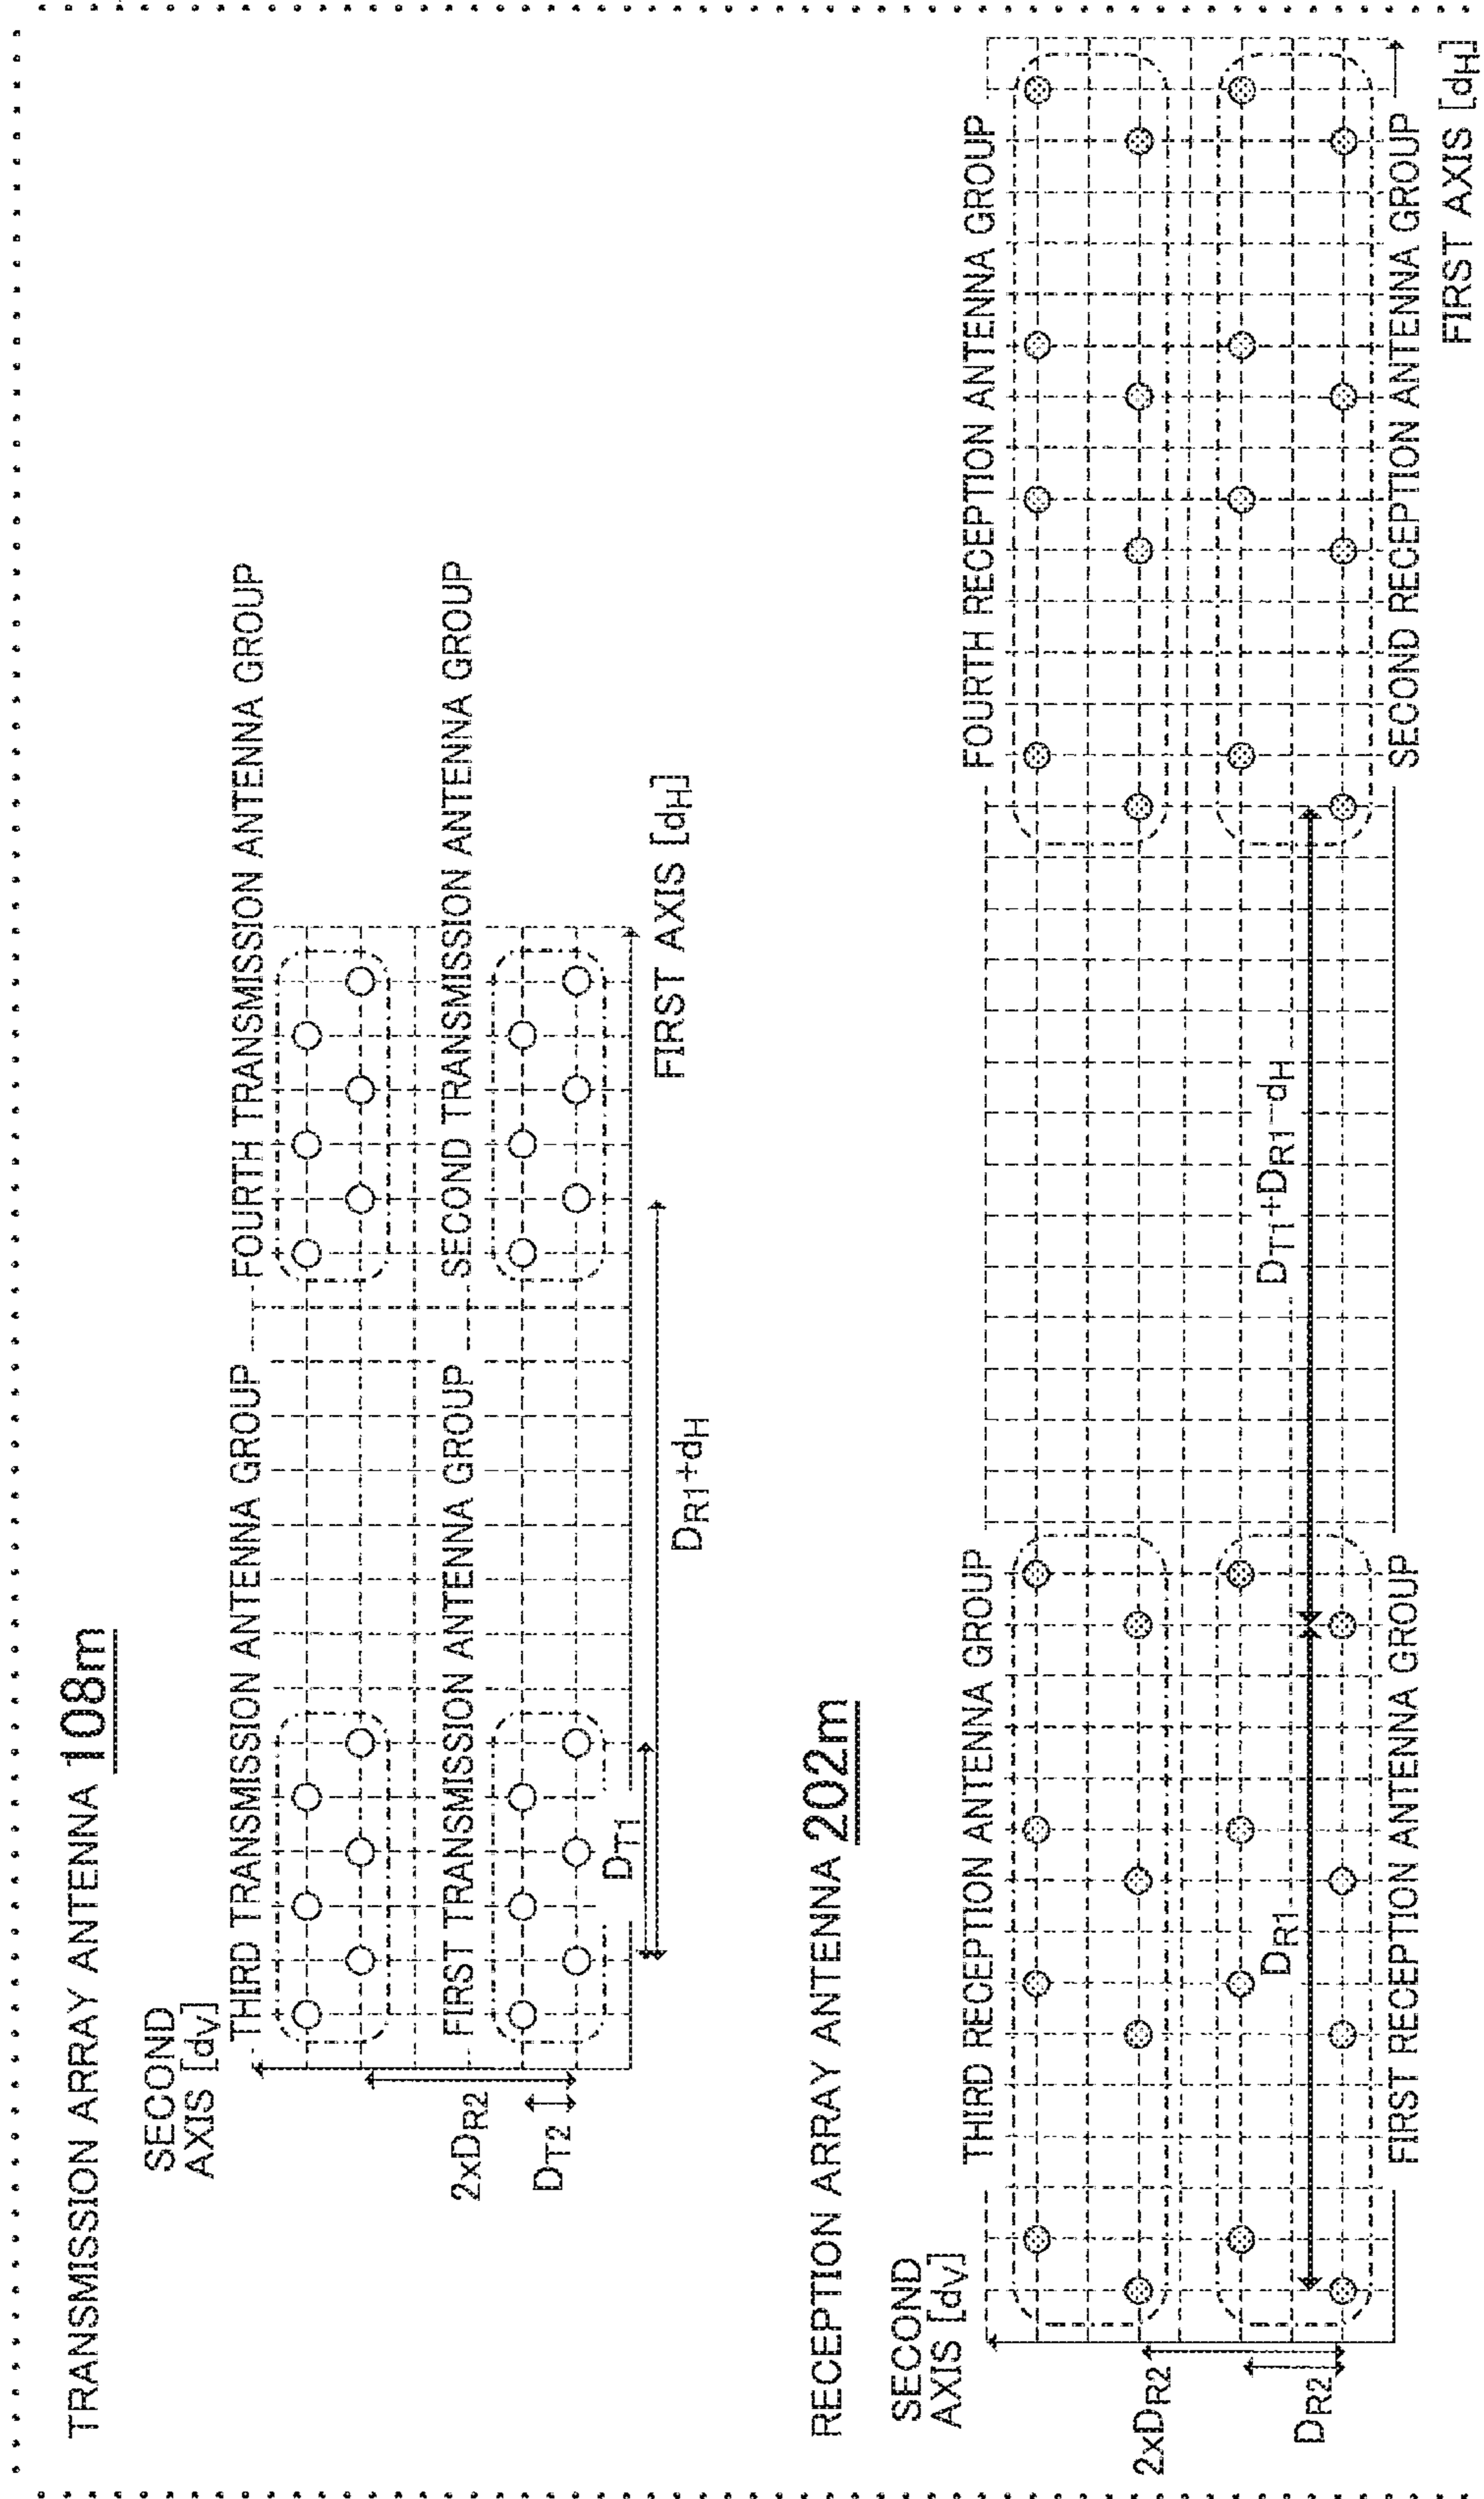 TRANSMISSION ARRAY ANTENNA 108m
SECOND
AXIS [dV]
THIRD TRANSMISSION ANTENNA GROUP
FOURTH TRANSMISSION ANTENNA GROUP
2xDR2
FIRST TRANSMISSION ANTENNA GROUP
SECOND TRANSMISSION ANTENNA GROUP
DT2
DT1
FIRST AXIS [dH]
DR1+dH
RECEPTION ARRAY ANTENNA 202m
SECOND
AXIS [dV]
THIRD RECEPTION ANTENNA GROUP
FOURTH RECEPTION ANTENNA GROUP
2xDR2
DR1
DT1+DR1-dH
DR2
FIRST RECEPTION ANTENNA GROUP
SECOND RECEPTION ANTENNA GROUP
FIRST AXIS [dH]